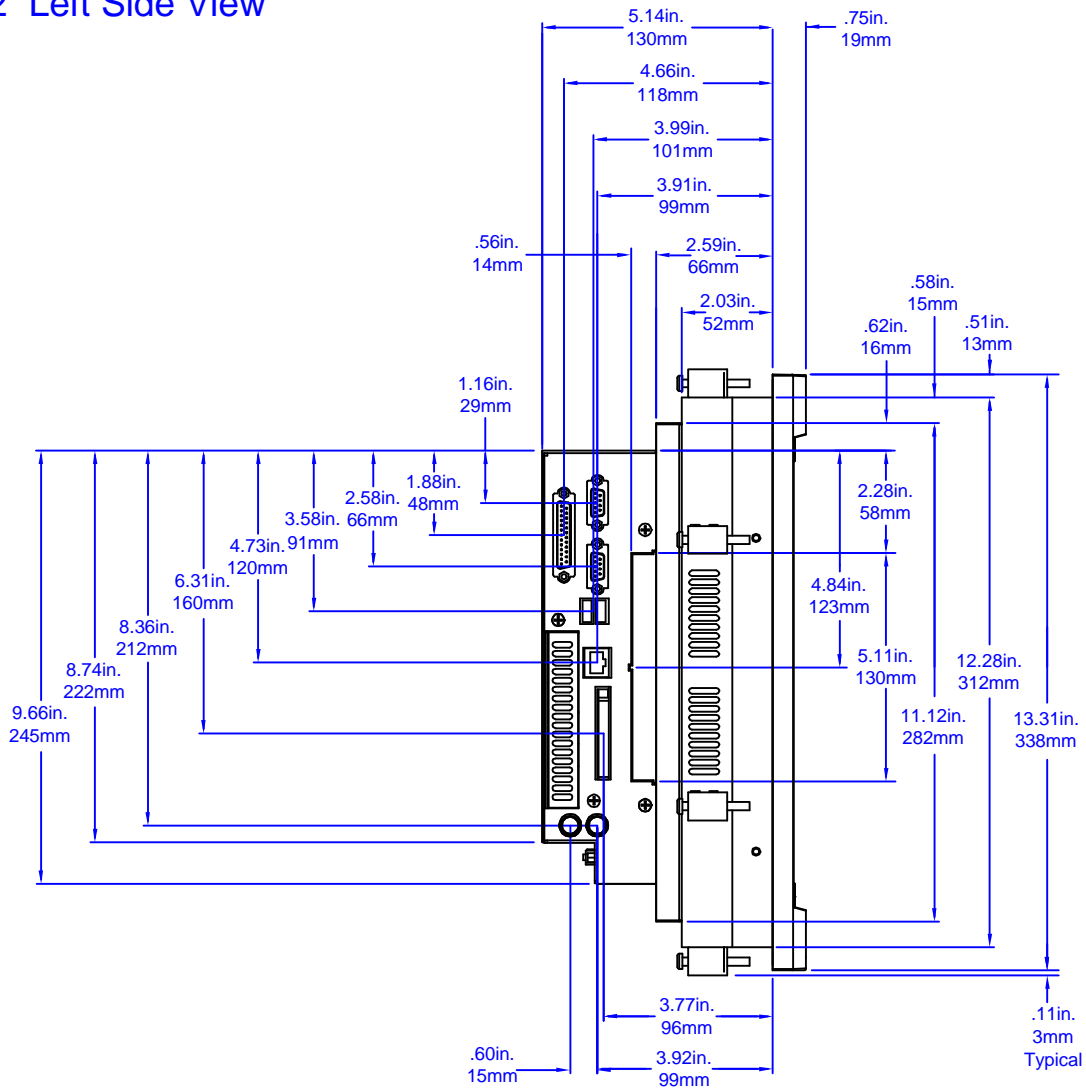 2 Left Side View
5.14in.
130mm
.75in.
19mm
4.66in.
118mm
3.99in.
101mm
3.91in.
99mm
.56in.
14mm
2.59in.
66mm
2.03in.
52mm
.58in.
15mm
.62in.
16mm
.51in.
13mm
1.16in.
29mm
1.88in.
48mm
2.58in.
66mm
3.58in.
91mm
4.73in.
120mm
6.31in.
160mm
8.36in.
212mm
8.74in.
222mm
9.66in.
245mm
2.28in.
58mm
4.84in.
123mm
5.11in.
130mm
11.12in.
282mm
12.28in.
312mm
13.31in.
338mm
3.77in.
96mm
.60in.
15mm
3.92in.
99mm
.11in.
3mm
Typical